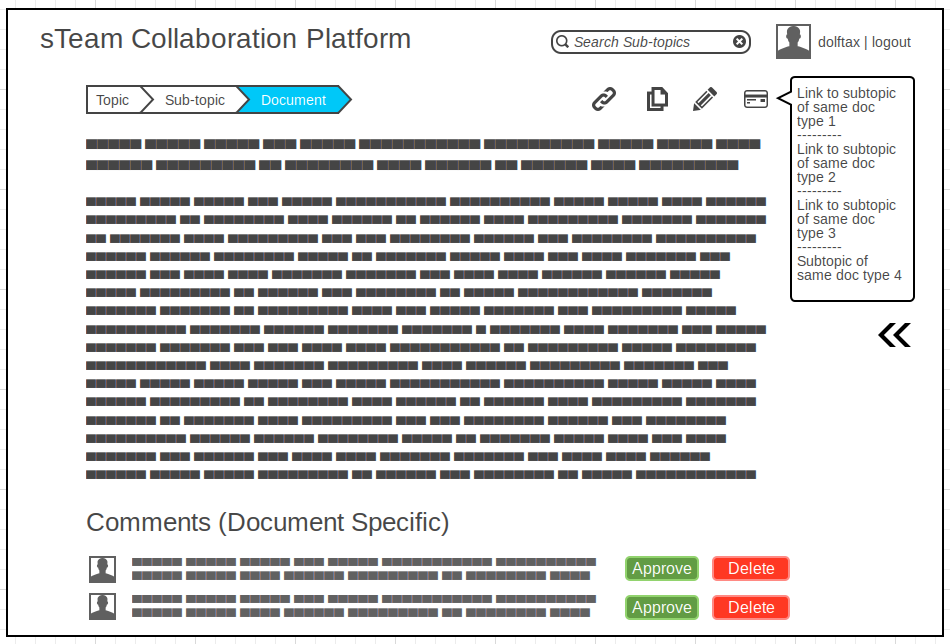 sTeam Collaboration Platform
Search Sub-topics
dolftax | logout
Topic
Sub-topic
Document
Link to subtopic
of same doc
type 1
---------
Link to subtopic
of same doc
type 2
---------
Link to subtopic
of same doc
type 3
---------
Subtopic of
same doc type 4
Comments (Document Specific)
Approve
Delete
Approve
Delete